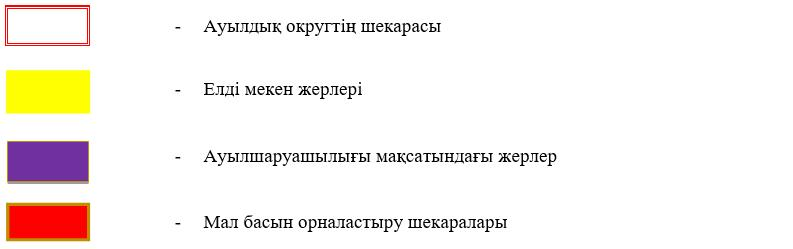 - Ауылдық округтің шекарасы
- Елді мекен жерлері
- Ауылшаруашылығы мақсатындағы жерлер
- Мал басын орналастыру шекаралары